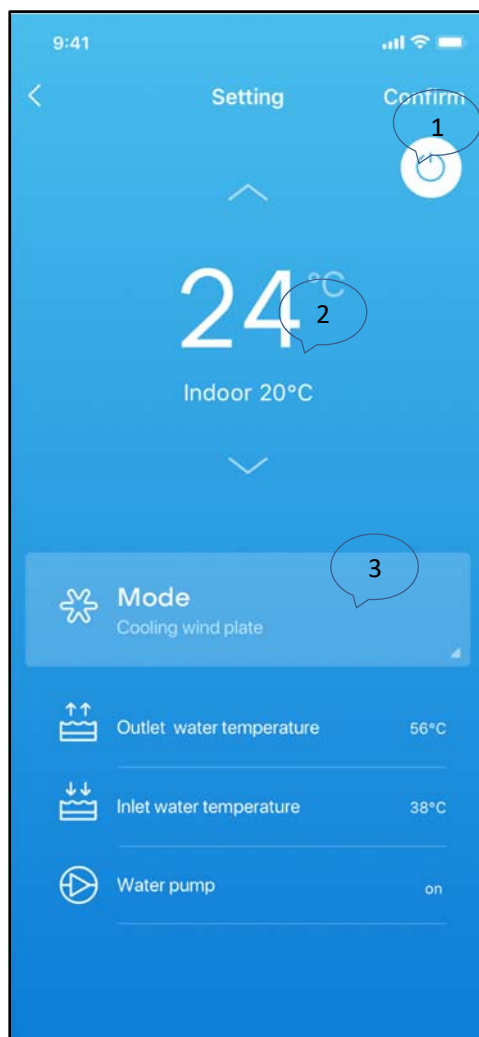 9:41
Setting
Confirm
1
24 °C
2
Indoor 20°C
3
Mode
Cooling wind plate
Outlet water temperature 56°C
Inlet water temperature 38°C
Water pump on